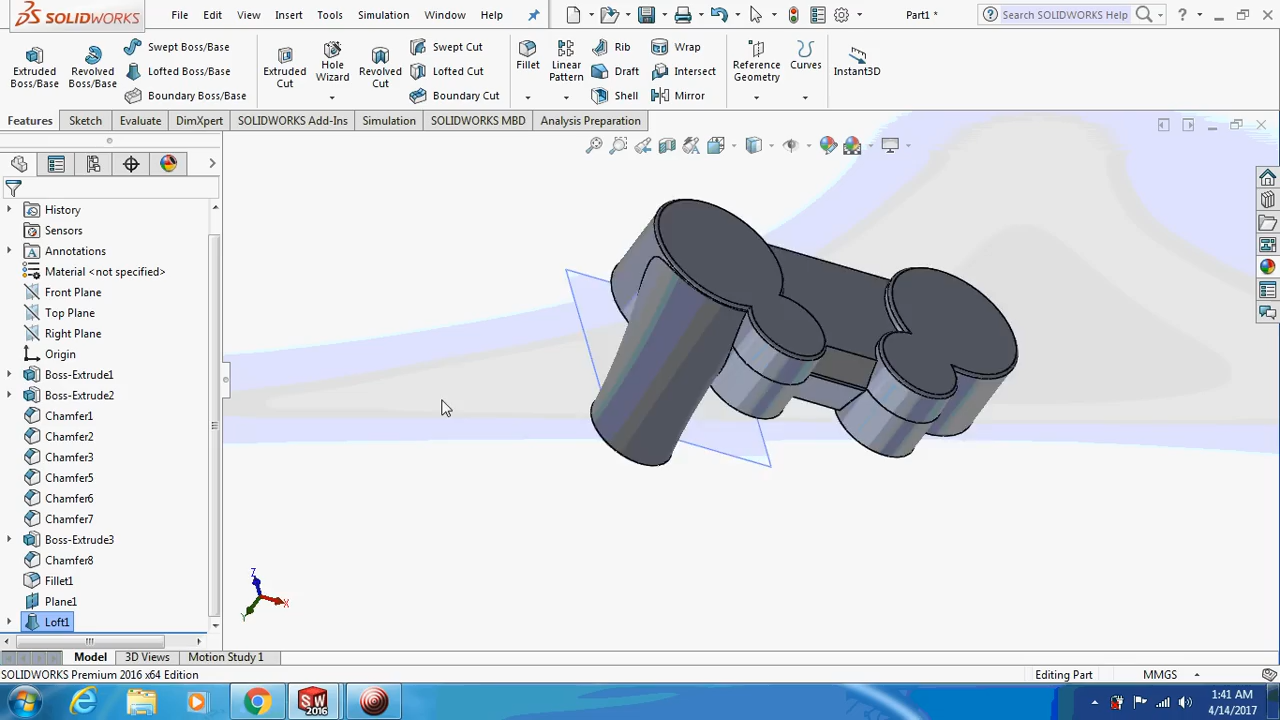 SOLIDWORKS File Edit View Insert Tools Simulation Window Help Part1 * Search SOLIDWORKS Help ?
Extruded Boss/Base
Revolved Boss/Base
Swept Boss/Base
Lofted Boss/Base
Boundary Boss/Base
Extruded Cut
Hole Wizard
Revolved Cut
Swept Cut
Lofted Cut
Boundary Cut
Fillet
Linear Pattern
Rib
Draft
Shell
Wrap
Intersect
Mirror
Reference Geometry
Curves
Instant3D
Features Sketch Evaluate DimXpert SOLIDWORKS Add-Ins Simulation SOLIDWORKS MBD Analysis Preparation
History
Sensors
Annotations
Material <not specified>
Front Plane
Top Plane
Right Plane
Origin
Boss-Extrude1
Boss-Extrude2
Chamfer1
Chamfer2
Chamfer3
Chamfer5
Chamfer6
Chamfer7
Boss-Extrude3
Chamfer8
Fillet1
Plane1
Loft1
Z
X
Y
Model 3D Views Motion Study 1
SOLIDWORKS Premium 2016 x64 Edition Editing Part MMGS
SW 2016
1:41 AM
4/14/2017